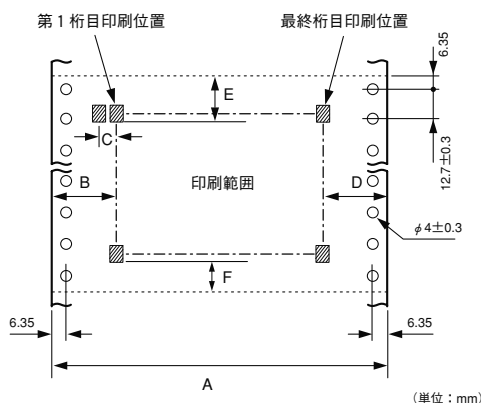 第1桁目印刷位置
最終桁目印刷位置
6.35
E
C
12.7±0.3
B
印刷範囲
D
φ4±0.3
F
6.35
6.35
A
（単位：mm）